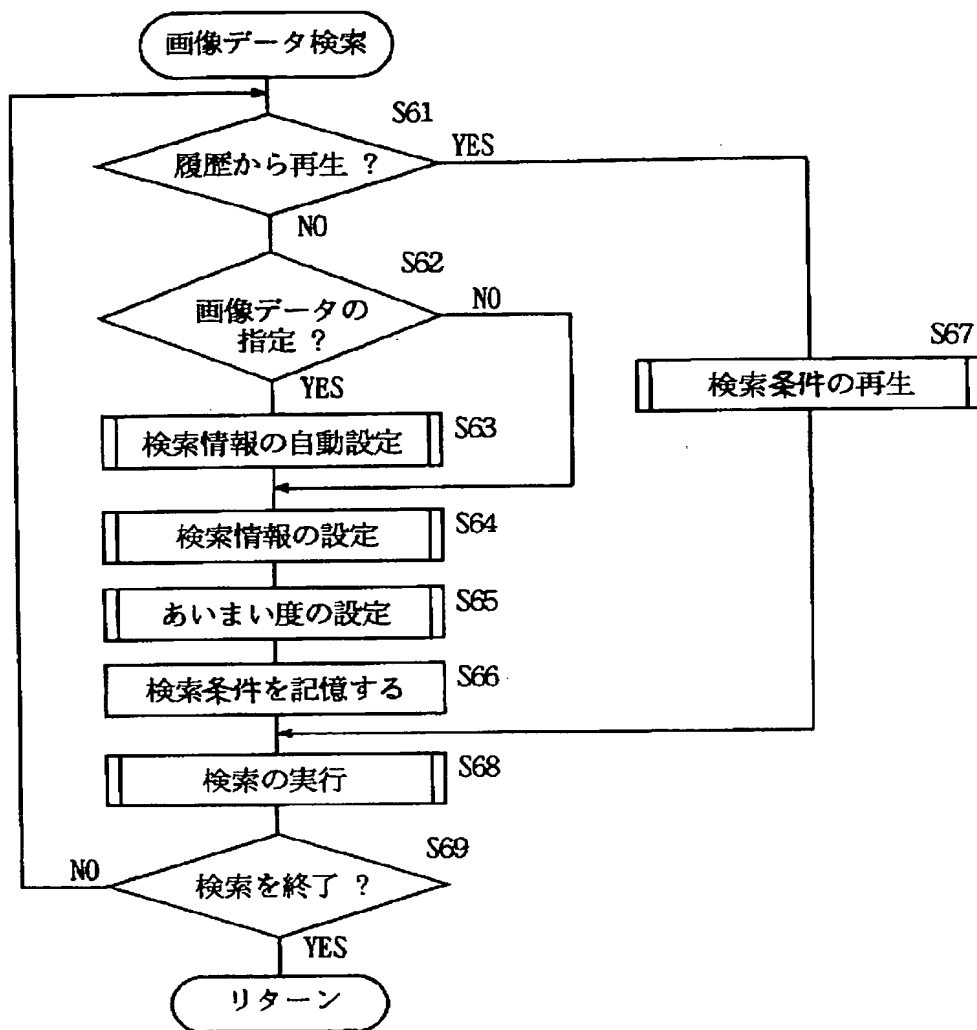 画像データ検索
S61
履歴から再生 ?
YES
NO
S62
画像データの
指定 ?
NO
YES
S67
検索条件の再生
検索情報の自動設定
S63
検索情報の設定
S64
あいまい度の設定
S65
検索条件を記憶する
S66
検索の実行
S68
S69
検索を終了 ?
NO
YES
リターン